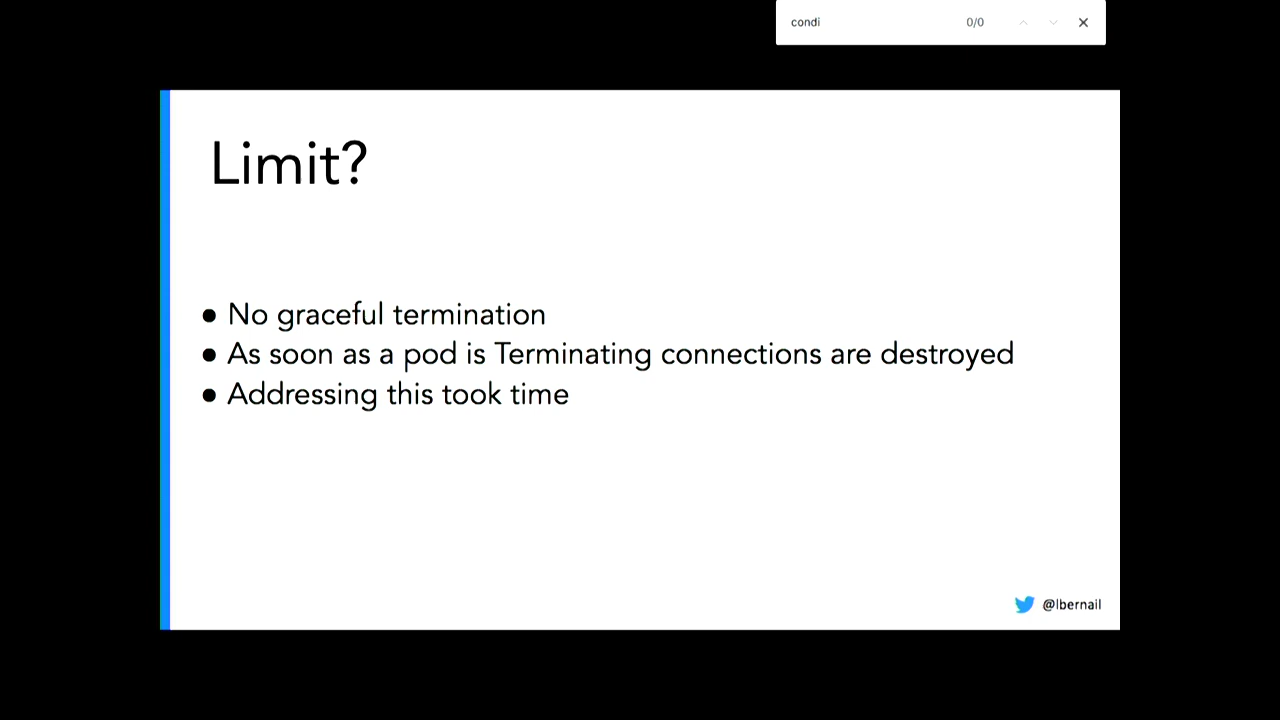 condi 0/0
Limit?
● No graceful termination
● As soon as a pod is Terminating connections are destroyed
● Addressing this took time
@lbernail